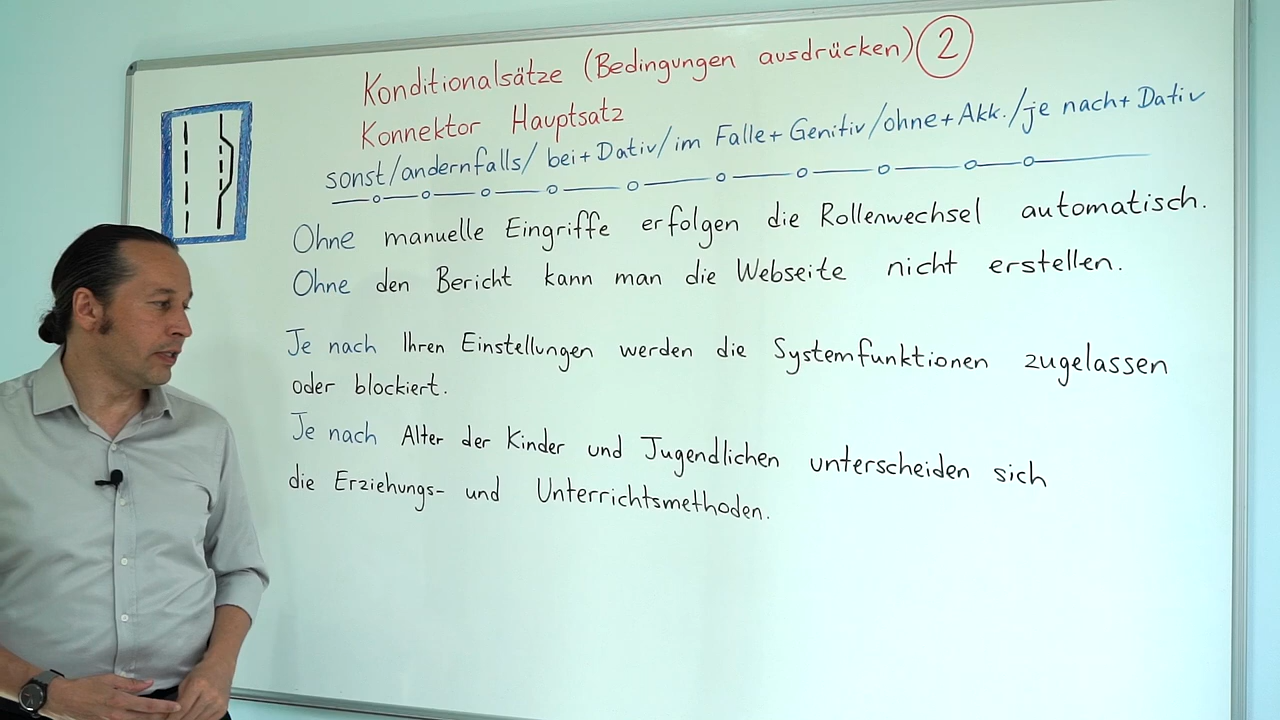 Konditionalsätze (Bedingungen ausdrücken) 2
Konnektor Hauptsatz
sonst/andernfalls/ bei+Dativ/im Falle+Genitiv/ohne+Akk./je nach+Dativ
Ohne manuelle Eingriffe erfolgen die Rollenwechsel automatisch.
Ohne den Bericht kann man die Webseite nicht erstellen.
Je nach Ihren Einstellungen werden die Systemfunktionen zugelassen
oder blockiert.
Je nach Alter der Kinder und Jugendlichen unterscheiden sich
die Erziehungs- und Unterrichtsmethoden.